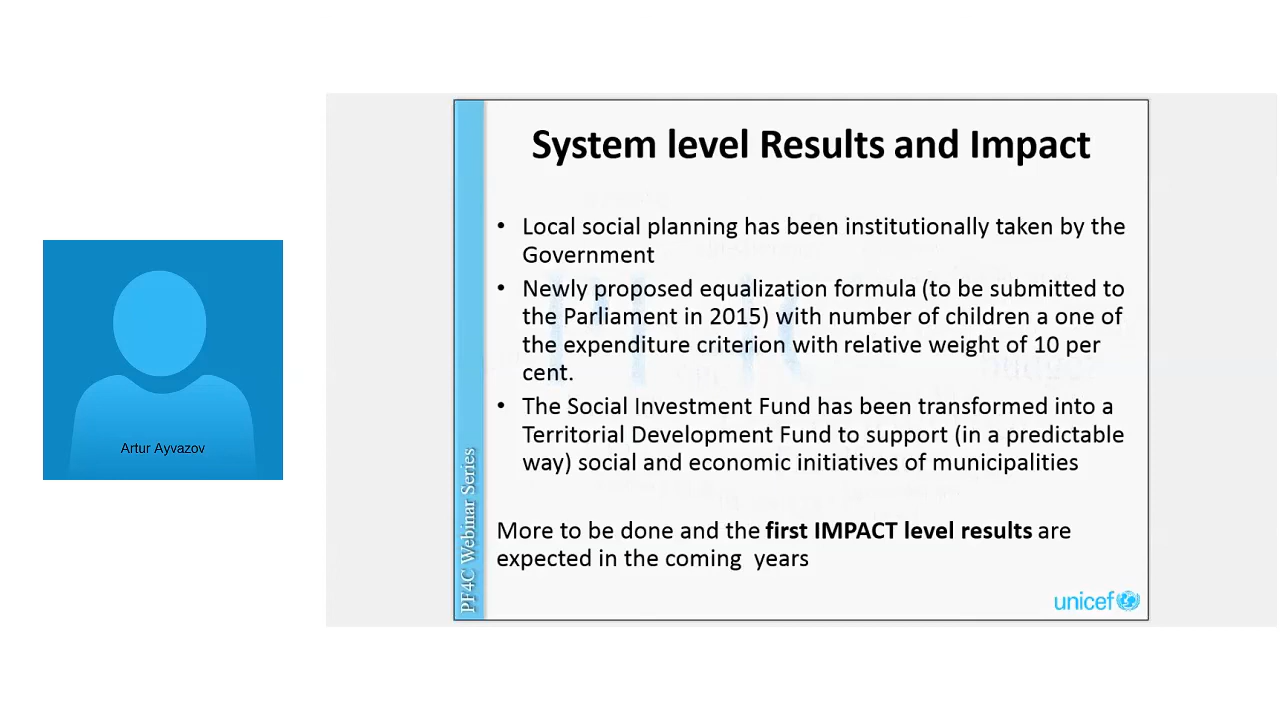 System level Results and Impact
• Local social planning has been institutionally taken by the
Government
• Newly proposed equalization formula (to be submitted to
the Parliament in 2015) with number of children a one of
the expenditure criterion with relative weight of 10 per
cent.
• The Social Investment Fund has been transformed into a
Territorial Development Fund to support (in a predictable
way) social and economic initiatives of municipalities
More to be done and the first IMPACT level results are
expected in the coming  years
PF4C Webinar Series
unicef
Artur Ayvazov